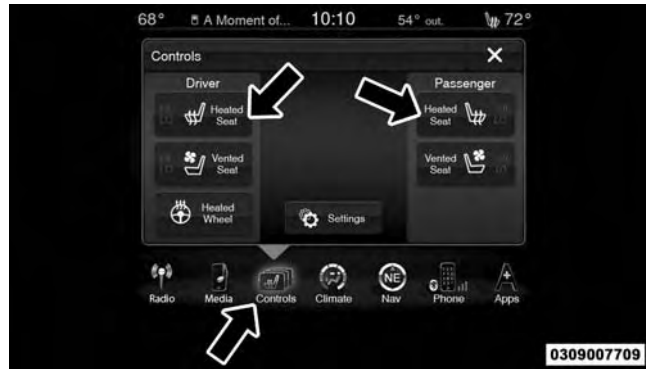 68° A Moment of... 10:10 54° out. 72°
Controls
Driver
Passenger
Heated
Seat
Heated
Seat
Vented
Seat
Vented
Seat
Heated
Wheel
Settings
NE
Radio Media Controls Climate Nav Phone Apps
0309007709